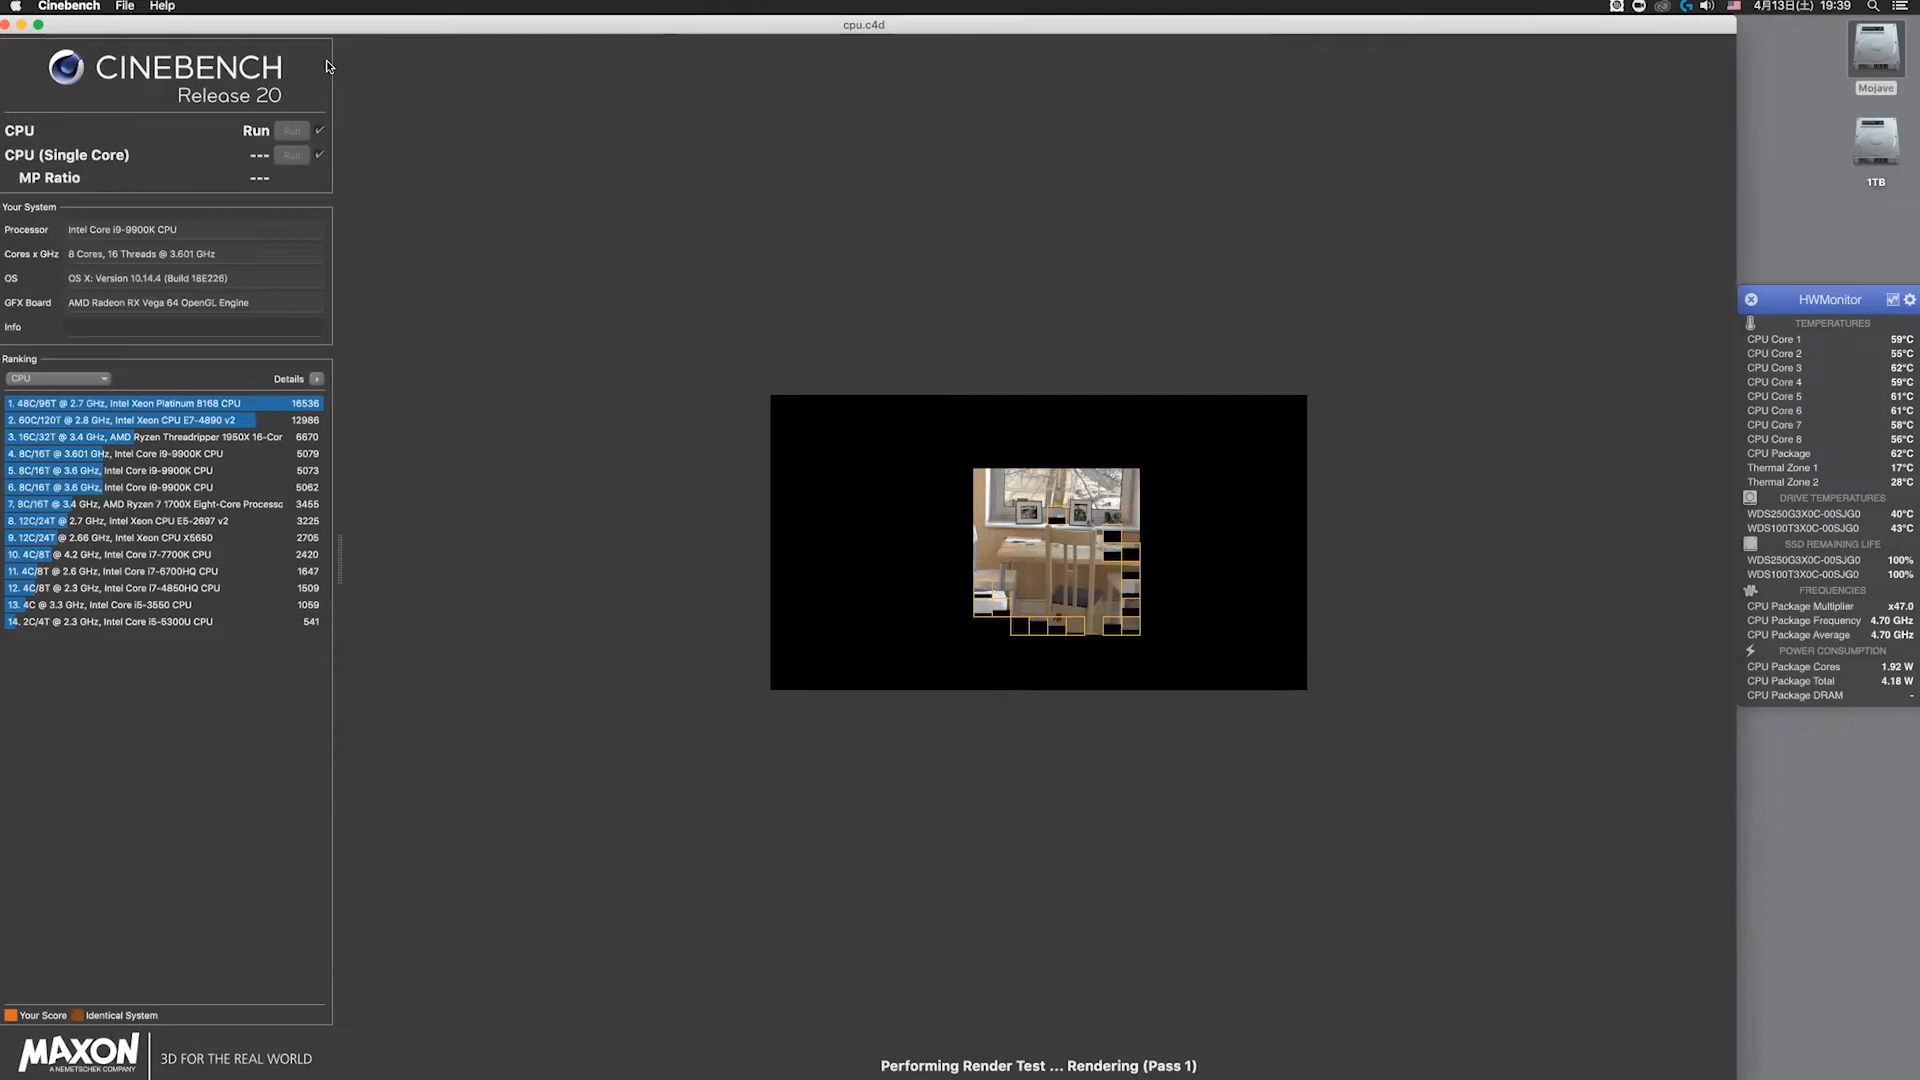 Cinebench File Help
4月13日(土) 19:39
cpu.c4d
CINEBENCH
Release 20
CPU Run Run
CPU (Single Core) --- Run
MP Ratio ---
Your System
Processor Intel Core i9-9900K CPU
Cores x GHz 8 Cores, 16 Threads @ 3.601 GHz
OS OS X: Version 10.14.4 (Build 18E226)
GFX Board AMD Radeon RX Vega 64 OpenGL Engine
Info
Ranking
CPU Details
1. 48C/96T @ 2.7 GHz, Intel Xeon Platinum 8168 CPU 16536
2. 60C/120T @ 2.8 GHz, Intel Xeon CPU E7-4890 v2 12986
3. 16C/32T @ 3.4 GHz, AMD Ryzen Threadripper 1950X 16-Cor 6670
4. 8C/16T @ 3.601 GHz, Intel Core i9-9900K CPU 5079
5. 8C/16T @ 3.6 GHz, Intel Core i9-9900K CPU 5073
6. 8C/16T @ 3.6 GHz, Intel Core i9-9900K CPU 5062
7. 8C/16T @ 3.4 GHz, AMD Ryzen 7 1700X Eight-Core Processo 3455
8. 12C/24T @ 2.7 GHz, Intel Xeon CPU E5-2697 v2 3225
9. 12C/24T @ 2.66 GHz, Intel Xeon CPU X5650 2705
10. 4C/8T @ 4.2 GHz, Intel Core i7-7700K CPU 2420
11. 4C/8T @ 2.6 GHz, Intel Core i7-6700HQ CPU 1647
12. 4C/8T @ 2.3 GHz, Intel Core i7-4850HQ CPU 1509
13. 4C @ 3.3 GHz, Intel Core i5-3550 CPU 1059
14. 2C/4T @ 2.3 GHz, Intel Core i5-5300U CPU 541
Your Score Identical System
MAXON
A NEMETSCHEK COMPANY
3D FOR THE REAL WORLD
Performing Render Test ... Rendering (Pass 1)
Mojave
1TB
HWMonitor
TEMPERATURES
CPU Core 1 59°C
CPU Core 2 55°C
CPU Core 3 62°C
CPU Core 4 59°C
CPU Core 5 61°C
CPU Core 6 61°C
CPU Core 7 58°C
CPU Core 8 56°C
CPU Package 62°C
Thermal Zone 1 17°C
Thermal Zone 2 28°C
DRIVE TEMPERATURES
WDS250G3X0C-00SJG0 40°C
WDS100T3X0C-00SJG0 43°C
SSD REMAINING LIFE
WDS250G3X0C-00SJG0 100%
WDS100T3X0C-00SJG0 100%
FREQUENCIES
CPU Package Multiplier x47.0
CPU Package Frequency 4.70 GHz
CPU Package Average 4.70 GHz
POWER CONSUMPTION
CPU Package Cores 1.92 W
CPU Package Total 4.18 W
CPU Package DRAM -